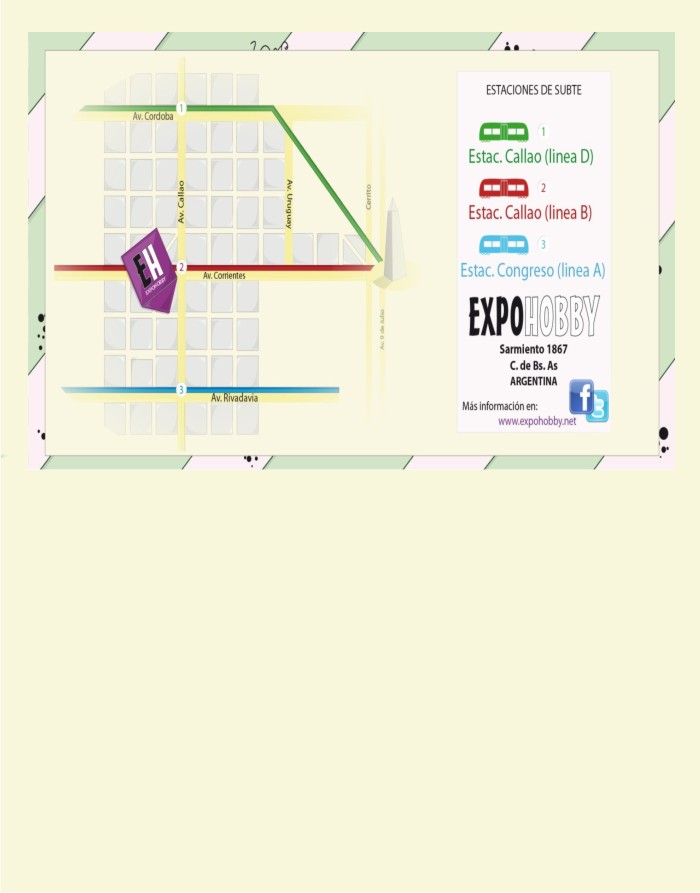 1
Av. Cordoba
Av. Callao
Av. Uruguay
Cerrito
EH
EXPOHOBBY
2
Av. Corrientes
Av. 9 de Julio
3
Av. Rivadavia
ESTACIONES DE SUBTE
1
Estac. Callao (linea D)
2
Estac. Callao (linea B)
3
Estac. Congreso (linea A)
EXPOHOBBY
Sarmiento 1867
C. de Bs. As
ARGENTINA
Más información en:
www.expohobby.net